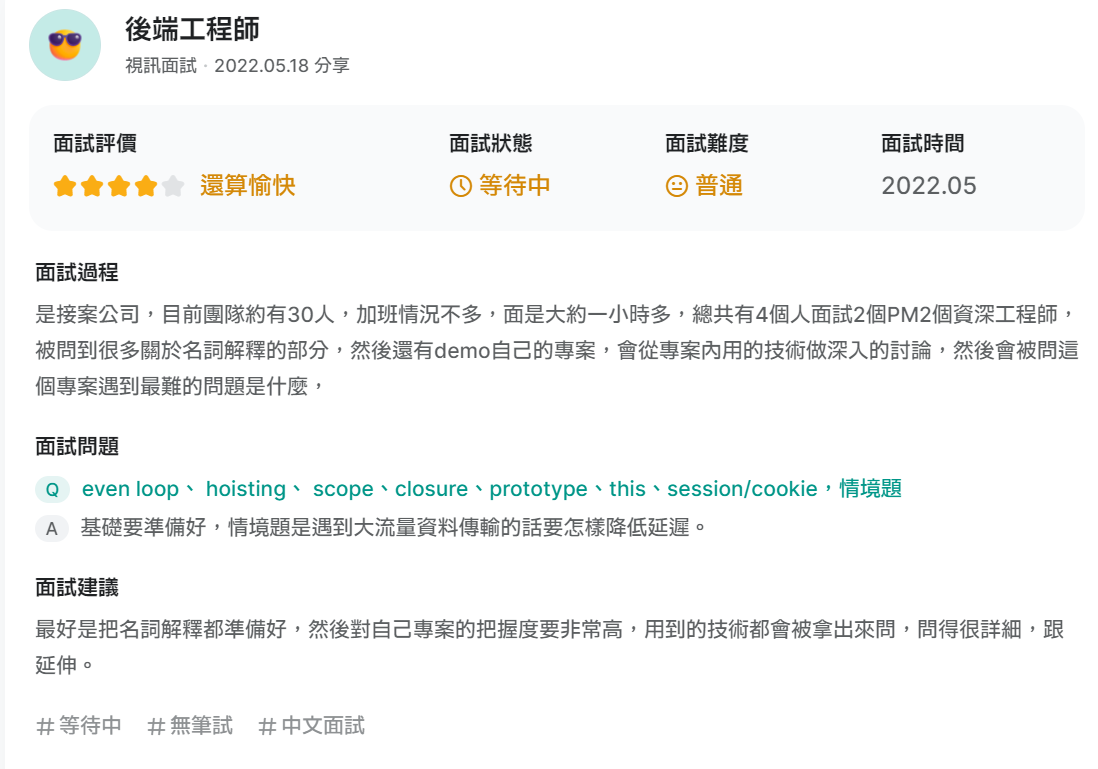 後端工程師
視訊面試 · 2022.05.18 分享
面試評價
還算愉快
面試狀態
等待中
面試難度
普通
面試時間
2022.05
面試過程
是接案公司，目前團隊約有30人，加班情況不多，面是大約一小時多，總共有4個人面試2個PM2個資深工程師，
被問到很多關於名詞解釋的部分，然後還有demo自己的專案，會從專案內用的技術做深入的討論，然後會被問這
個專案遇到最難的問題是什麼，
面試問題
Q even loop、 hoisting、 scope、closure、prototype、this、session/cookie，情境題
A 基礎要準備好，情境題是遇到大流量資料傳輸的話要怎樣降低延遲。
面試建議
最好是把名詞解釋都準備好，然後對自己專案的把握度要非常高，用到的技術都會被拿出來問，問得很詳細，跟
延伸。
# 等待中 # 無筆試 # 中文面試